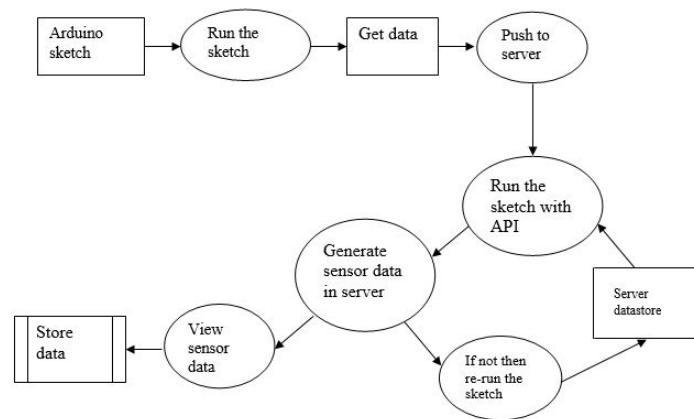 Arduino
sketch
Run the
sketch
Get data
Push to
server
Run the
sketch with
API
Generate
sensor data
in server
Server
datastore
Store
data
View
sensor
data
If not then
re-run the
sketch